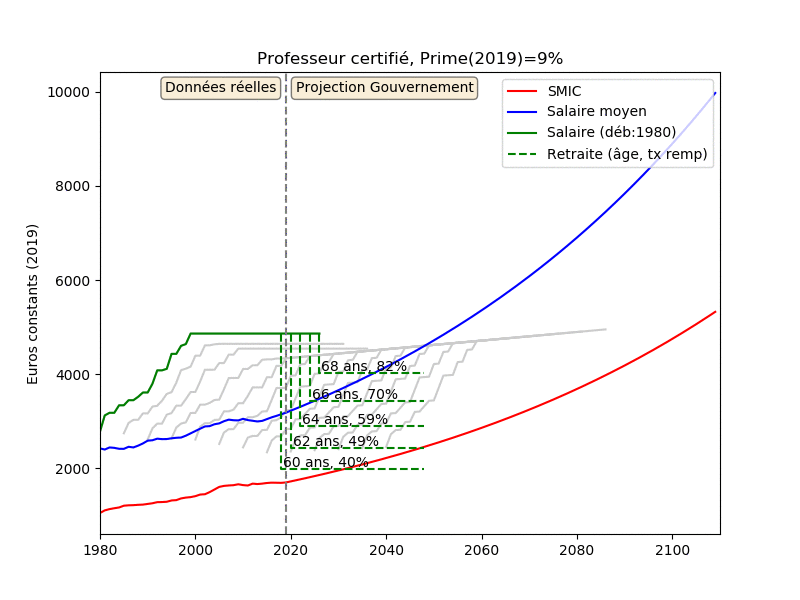 Professeur certifié, Prime(2019)=9%
Données réelles
Projection Gouvernement
SMIC
Salaire moyen
Salaire (déb:1980)
Retraite (âge, tx remp)
Euros constants (2019)
10000
8000
6000
4000
2000
68 ans, 82%
66 ans, 70%
64 ans, 59%
62 ans, 49%
60 ans, 40%
1980
2000
2020
2040
2060
2080
2100